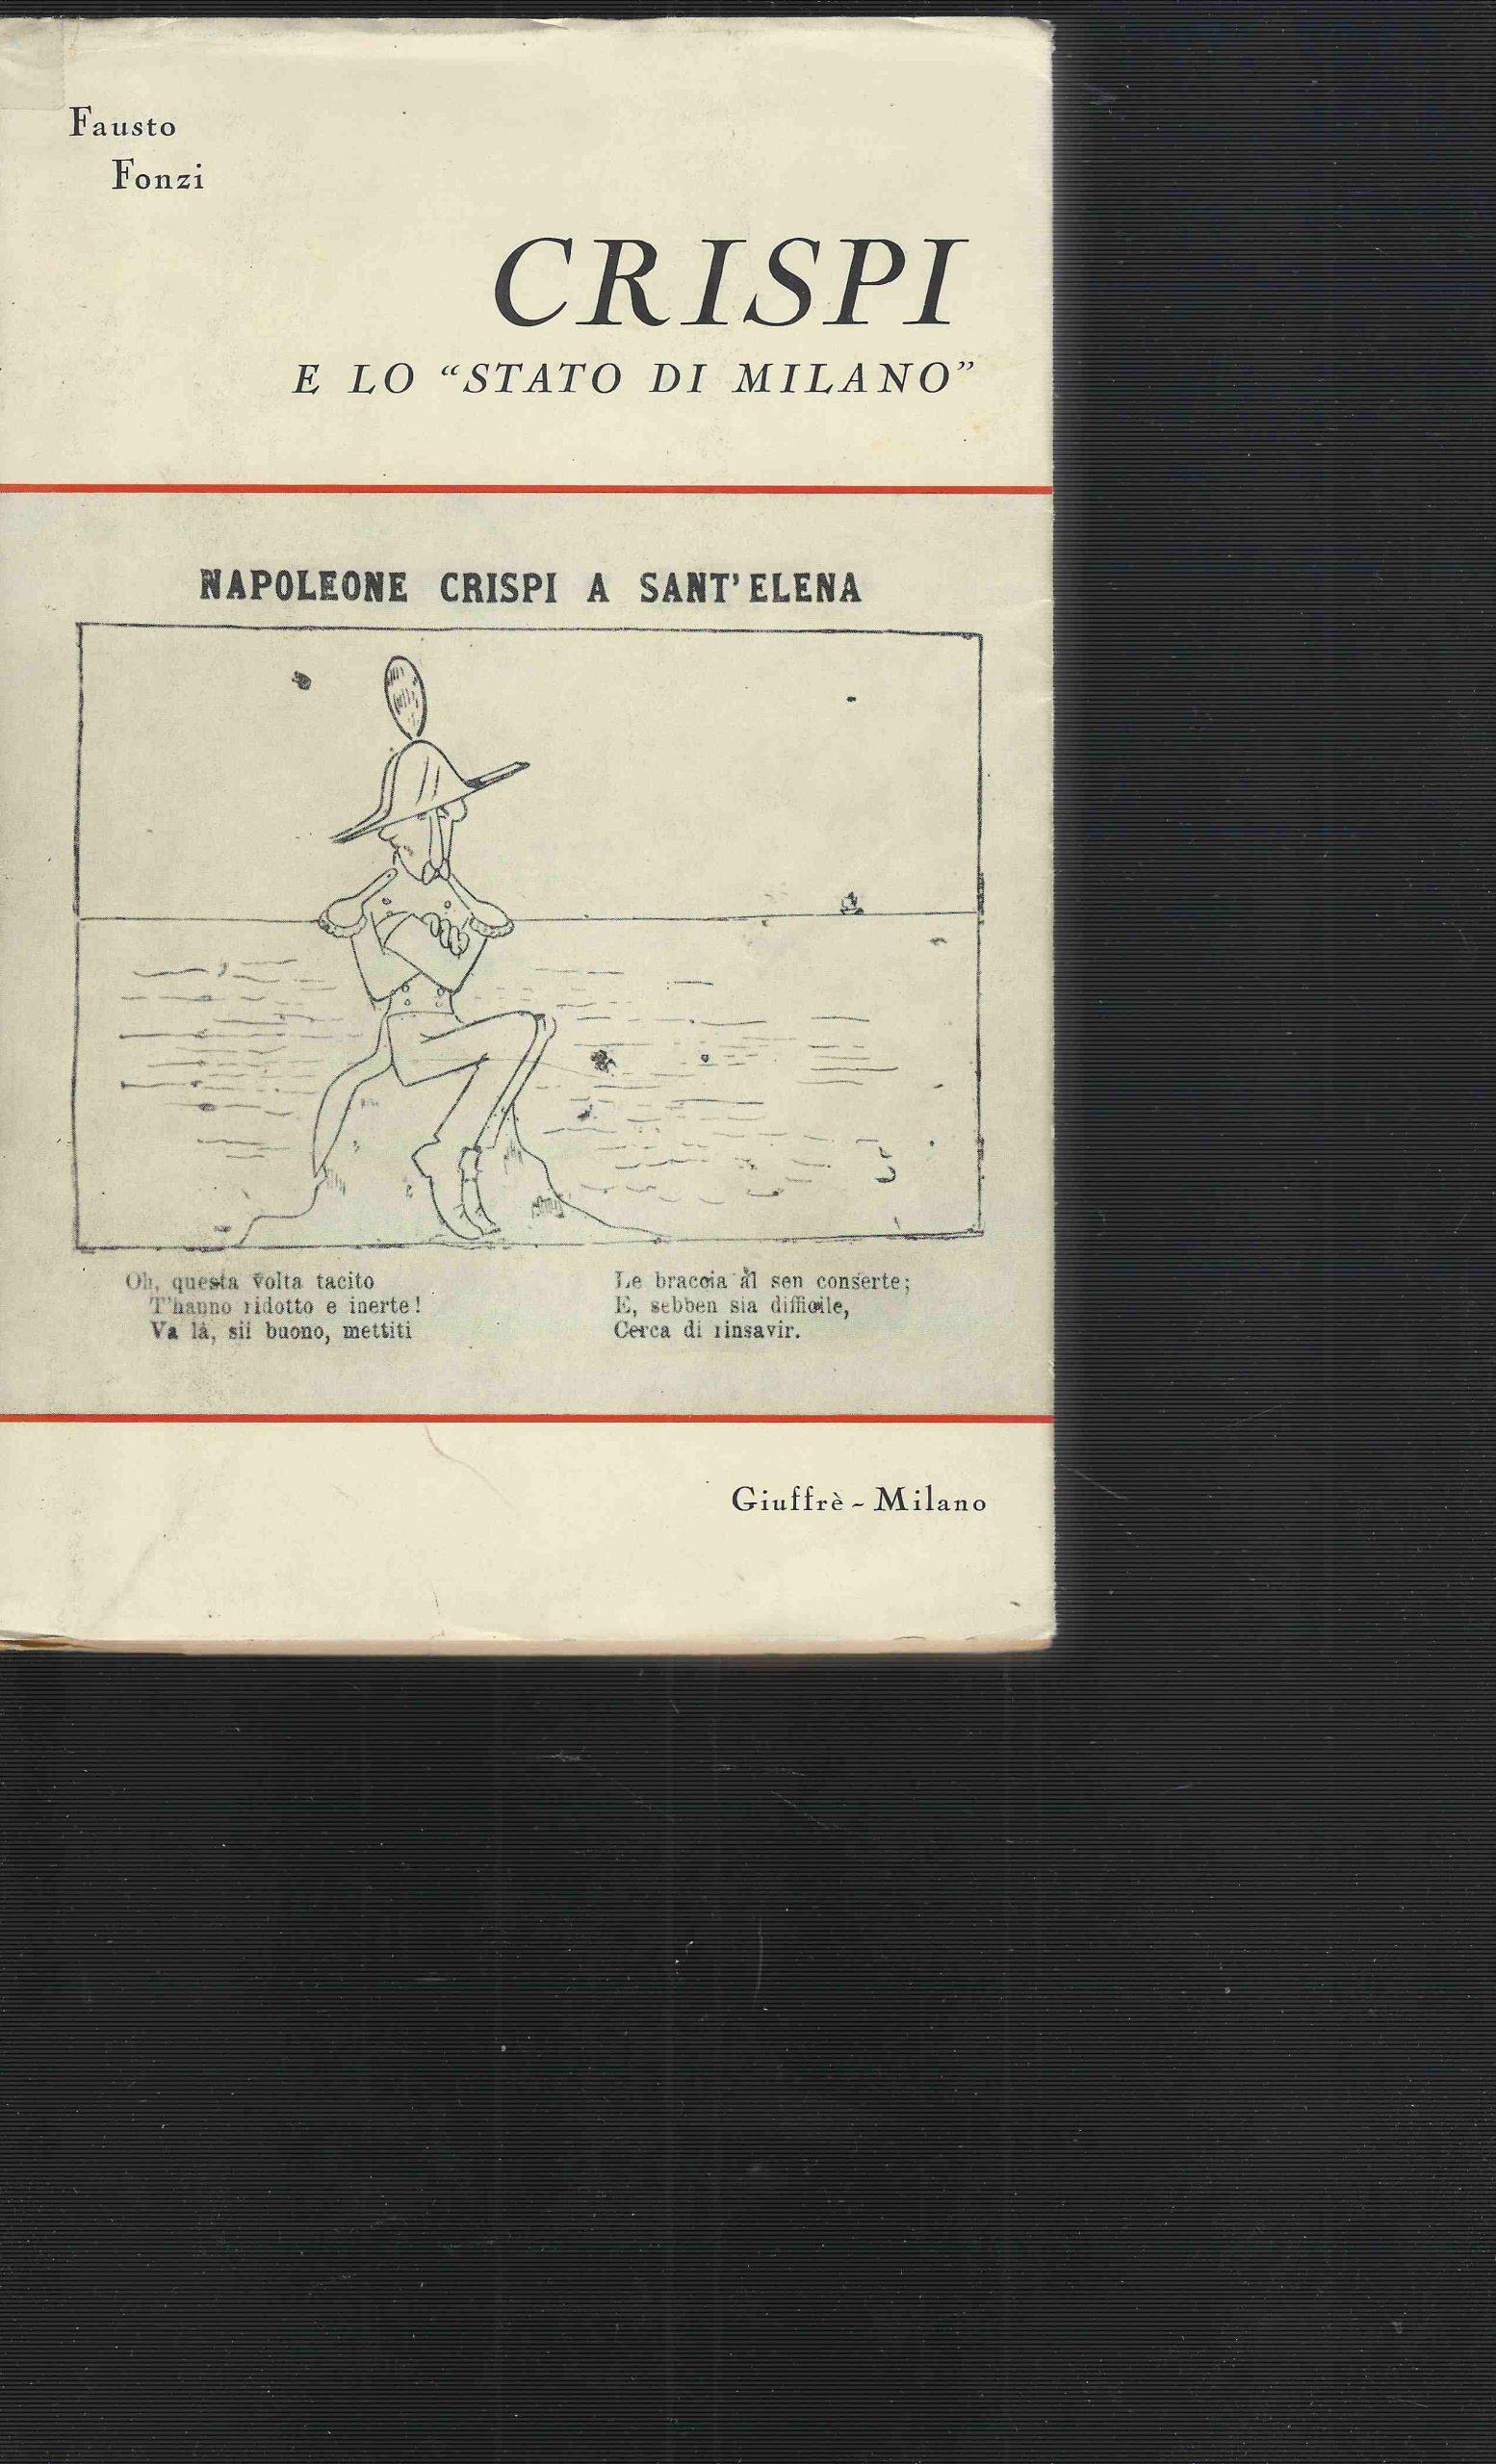 Fausto
Fonzi
CRISPI
E LO “STATO DI MILANO”
NAPOLEONE CRISPI A SANT'ELENA
Oh, questa volta tacito
T'hanno ridotto e inerte!
Va là, sii buono, mettiti
Le braccia al sen conserte;
E, sebben sia difficile,
Cerca di rinsavir.
Giuffrè - Milano